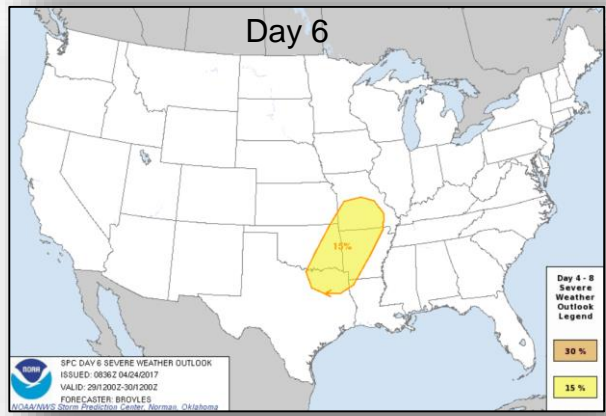 Day 6
15%
Day 4 - 8
Severe
Weather
Outlook
Legend
30 %
15 %
NOAA
SPC DAY 6 SEVERE WEATHER OUTLOOK
ISSUED: 0836Z 04/24/2017
VALID: 29/1200Z-30/1200Z
FORECASTER: BROYLES
NOAA/NWS Storm Prediction Center, Norman, Oklahoma